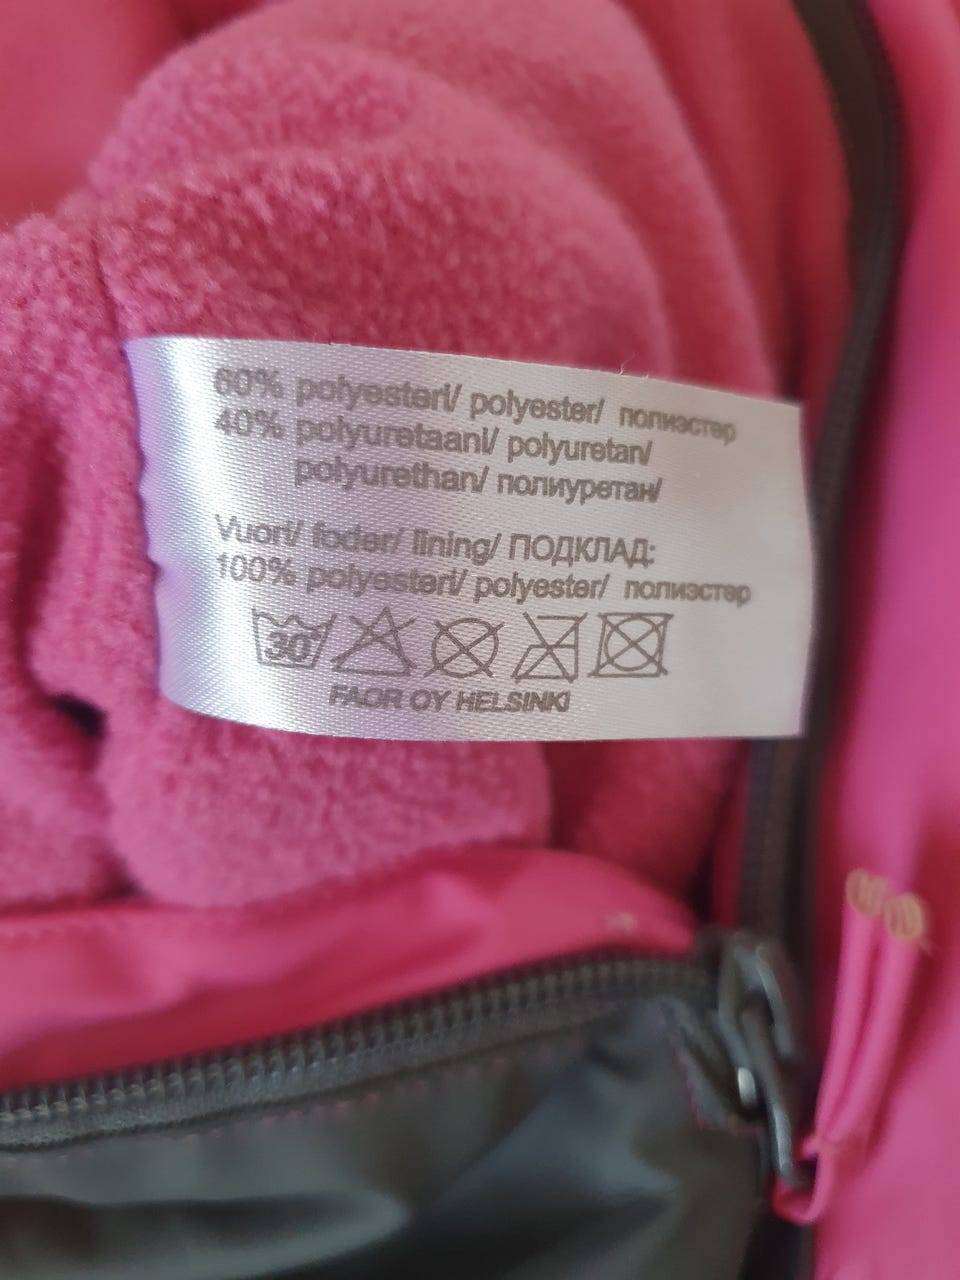 60% polyesteri/ polyester/ полиэстер
40% polyuretaani/ polyuretan/
polyurethan/ полиуретан/
Vuori/ foder/ lining/ ПОДКЛАД:
100% polyesteri/ polyester/ полиэстер
30°
FAOR OY HELSINKI